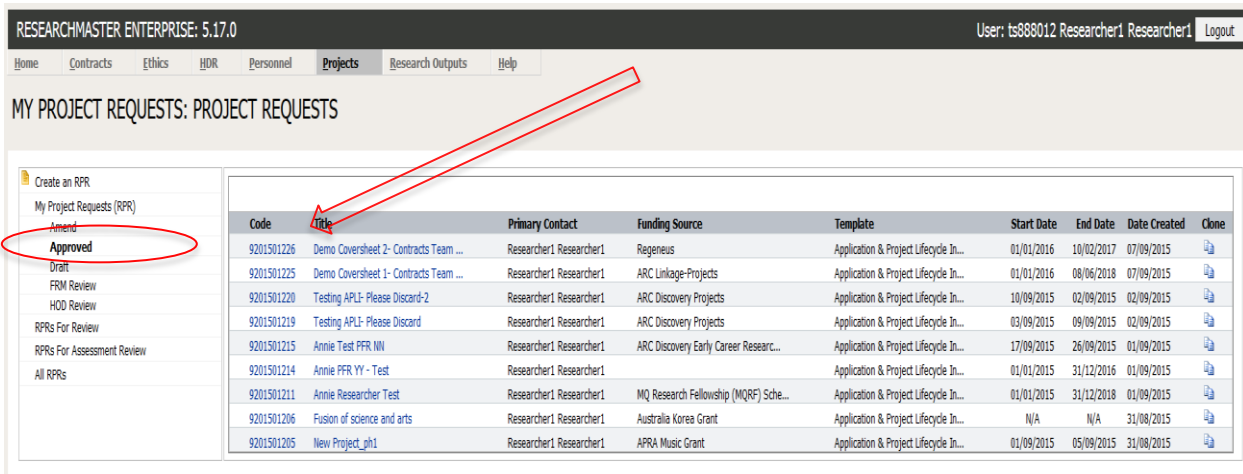 RESEARCHMASTER ENTERPRISE: 5.17.0 User: ts888012 Researcher1 Researcher1 Logout
Home Contracts Ethics HDR Personnel Projects Research Outputs Help
MY PROJECT REQUESTS: PROJECT REQUESTS
Create an RPR
My Project Requests (RPR)
Amend
Approved
Draft
FRM Review
HOD Review
RPRs For Review
RPRs For Assessment Review
All RPRs
Code Title Primary Contact Funding Source Template Start Date End Date Date Created Clone
9201501226 Demo Coversheet 2- Contracts Team ... Researcher1 Researcher1 Regeneus Application & Project Lifecycle In... 01/01/2016 10/02/2017 07/09/2015
9201501225 Demo Coversheet 1- Contracts Team ... Researcher1 Researcher1 ARC Linkage-Projects Application & Project Lifecycle In... 01/01/2016 08/06/2018 07/09/2015
9201501220 Testing APLI- Please Discard-2 Researcher1 Researcher1 ARC Discovery Projects Application & Project Lifecycle In... 10/09/2015 02/09/2015 02/09/2015
9201501219 Testing APLI- Please Discard Researcher1 Researcher1 ARC Discovery Projects Application & Project Lifecycle In... 03/09/2015 09/09/2015 02/09/2015
9201501215 Annie Test PFR NN Researcher1 Researcher1 ARC Discovery Early Career Researc... Application & Project Lifecycle In... 17/09/2015 26/09/2015 01/09/2015
9201501214 Annie PFR YY - Test Researcher1 Researcher1 Application & Project Lifecycle In... 01/01/2015 31/12/2016 01/09/2015
9201501211 Annie Researcher Test Researcher1 Researcher1 MQ Research Fellowship (MQRF) Sche... Application & Project Lifecycle In... 01/01/2015 31/12/2018 01/09/2015
9201501206 Fusion of science and arts Researcher1 Researcher1 Australia Korea Grant Application & Project Lifecycle In... N/A N/A 31/08/2015
9201501205 New Project_ph1 Researcher1 Researcher1 APRA Music Grant Application & Project Lifecycle In... 01/09/2015 05/09/2015 31/08/2015